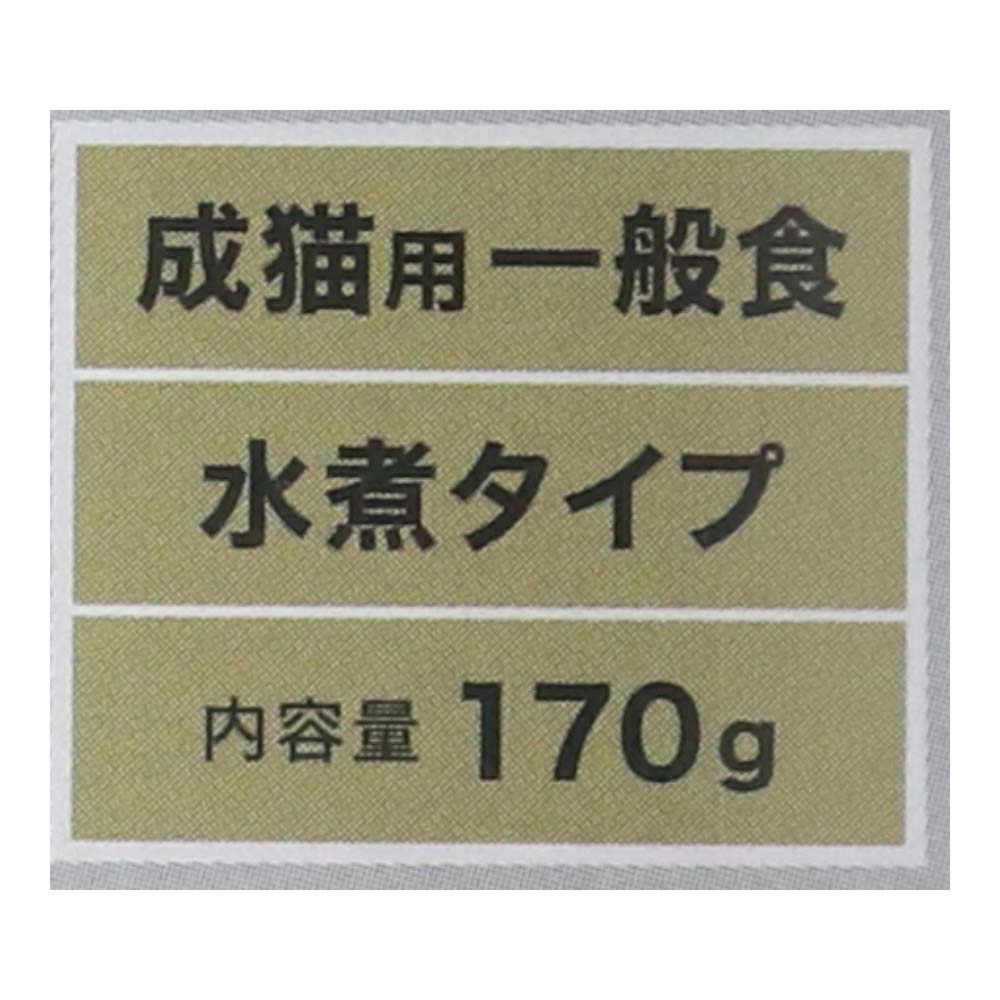 成猫用一般食
水煮タイプ
内容量 170g